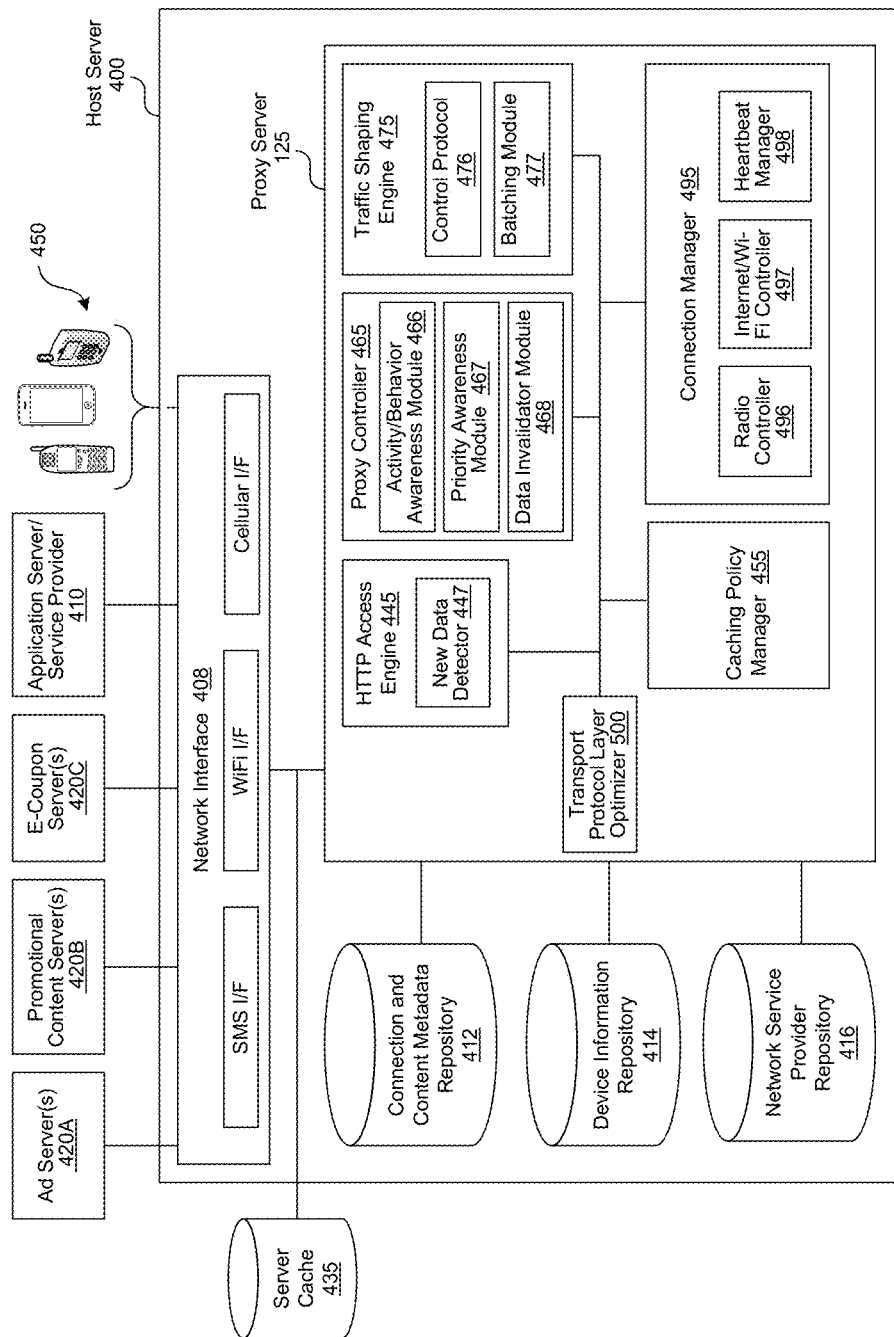 Ad Server(s)
420A
Promotional
Content Server(s)
420B
E-Coupon
Server(s)
420C
Application Server/
Service Provider
410
450
Host Server
400
Network Interface 408
SMS I/F
WiFi I/F
Cellular I/F
Server
Cache
435
Proxy Server
125
Connection and
Content Metadata
Repository
412
Device Information
Repository
414
Network Service
Provider
Repository
416
HTTP Access
Engine 445
New Data
Detector 447
Proxy Controller 465
Activity/Behavior
Awareness Module 466
Priority Awareness
Module 467
Data Invalidator Module
468
Traffic Shaping
Engine 475
Control Protocol
476
Batching Module
477
Transport
Protocol Layer
Optimizer 500
Caching Policy
Manager 455
Connection Manager 495
Radio
Controller
496
Internet/Wi-
Fi Controller
497
Heartbeat
Manager
498